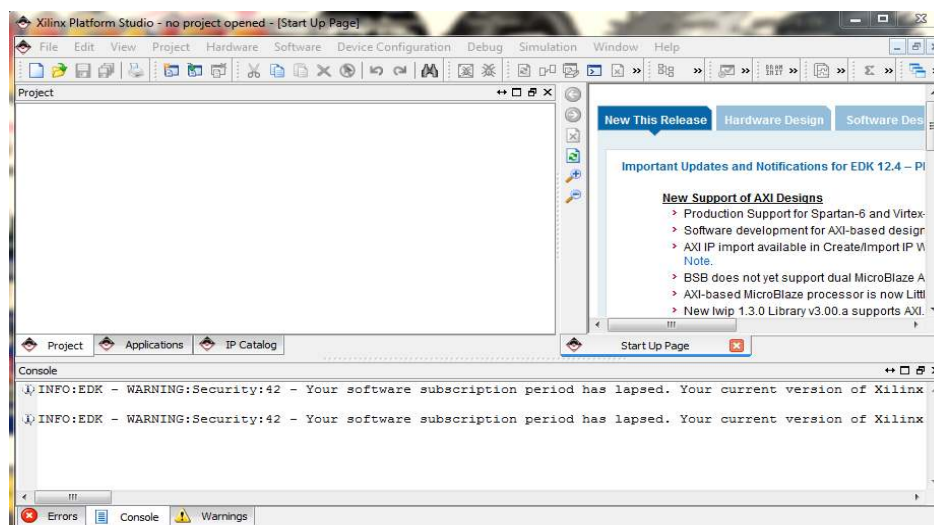 Xilinx Platform Studio - no project opened - [Start Up Page]
File Edit View Project Hardware Software Device Configuration Debug Simulation Window Help
Project
New This Release Hardware Design Software Des
Important Updates and Notifications for EDK 12.4 –
New Support of AXI Designs
Production Support for Spartan-6 and Virtex-
Software development for AXI-based design
AXI IP import available in Create/Import IP
Note.
BSB does not yet support dual MicroBlaze A
AXI-based MicroBlaze processor is now Littl
New lwip 1.3.0 Library v3.00.a supports AXI.
Project Applications IP Catalog Start Up Page
Console
INFO:EDK - WARNING:Security:42 - Your software subscription period has lapsed. Your current version of Xilinx
INFO:EDK - WARNING:Security:42 - Your software subscription period has lapsed. Your current version of Xilinx
Errors Console Warnings